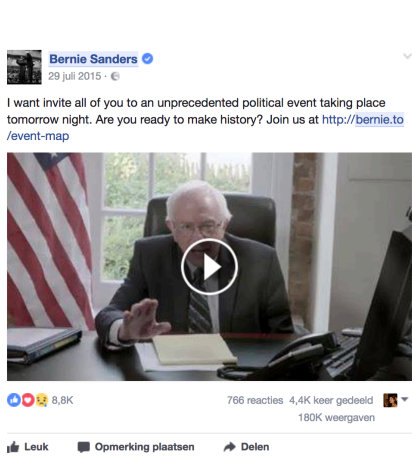 Bernie Sanders
29 juli 2015 ·
I want invite all of you to an unprecedented political event taking place
tomorrow night. Are you ready to make history? Join us at http://bernie.to
/event-map
8,8K
766 reacties 4,4K keer gedeeld
180K weergaven
Leuk Opmerking plaatsen Delen